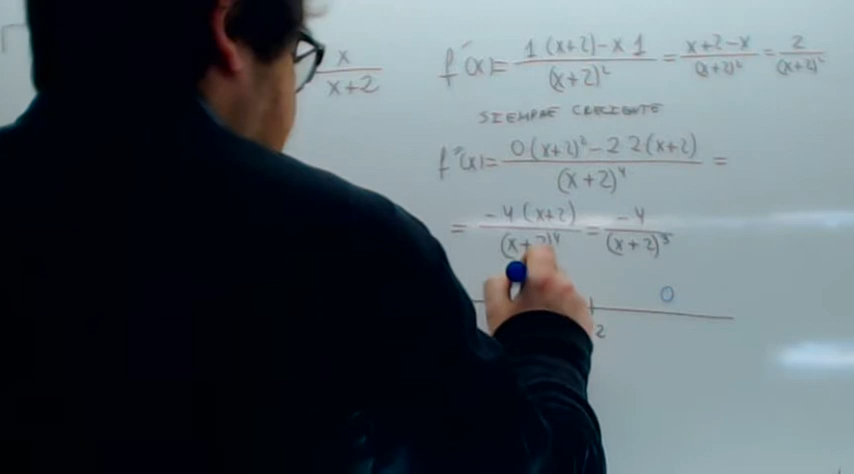 x/(x+2)
f'(x)= (1(x+2)-x1)/(x+2)² = (x+2-x)/(x+2)² = 2/(x+2)²
SIEMPRE CRECIENTE
f''(x)= (0(x+2)²-2 2(x+2))/(x+2)⁴ =
= (-4(x+2))/(x+2)⁴ = -4/(x+2)³
0
2